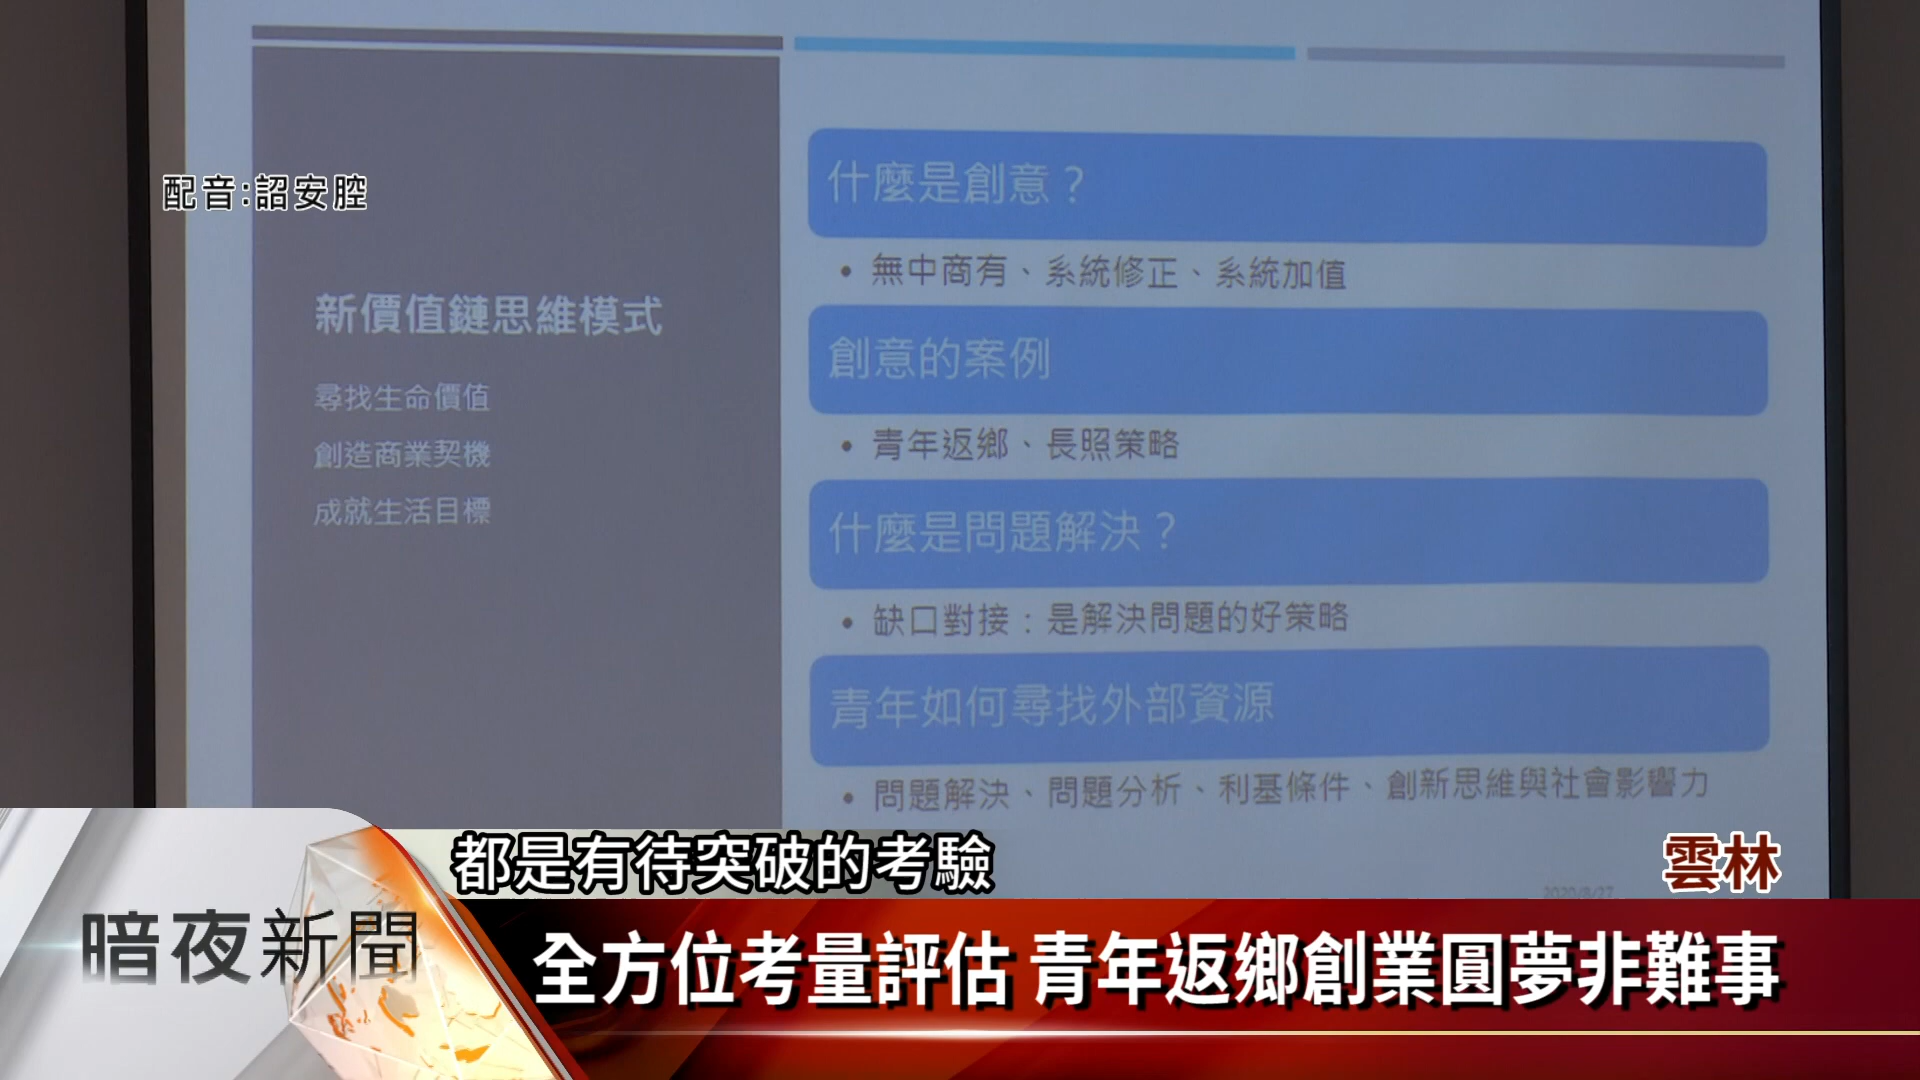 配音:詔安腔
新價值鏈思維模式
尋找生命價值
創造商業契機
成就生活目標
什麼是創意？
• 無中商有、系統修正、系統加值
創意的案例
• 青年返鄉、長照策略
什麼是問題解決？
• 缺口對接：是解決問題的好策略
青年如何尋找外部資源
• 問題解決、問題分析、利基條件、創新思維與社會影響力
2020/8/27
都是有待突破的考驗
雲林
暗夜新聞
全方位考量評估 青年返鄉創業圓夢非難事